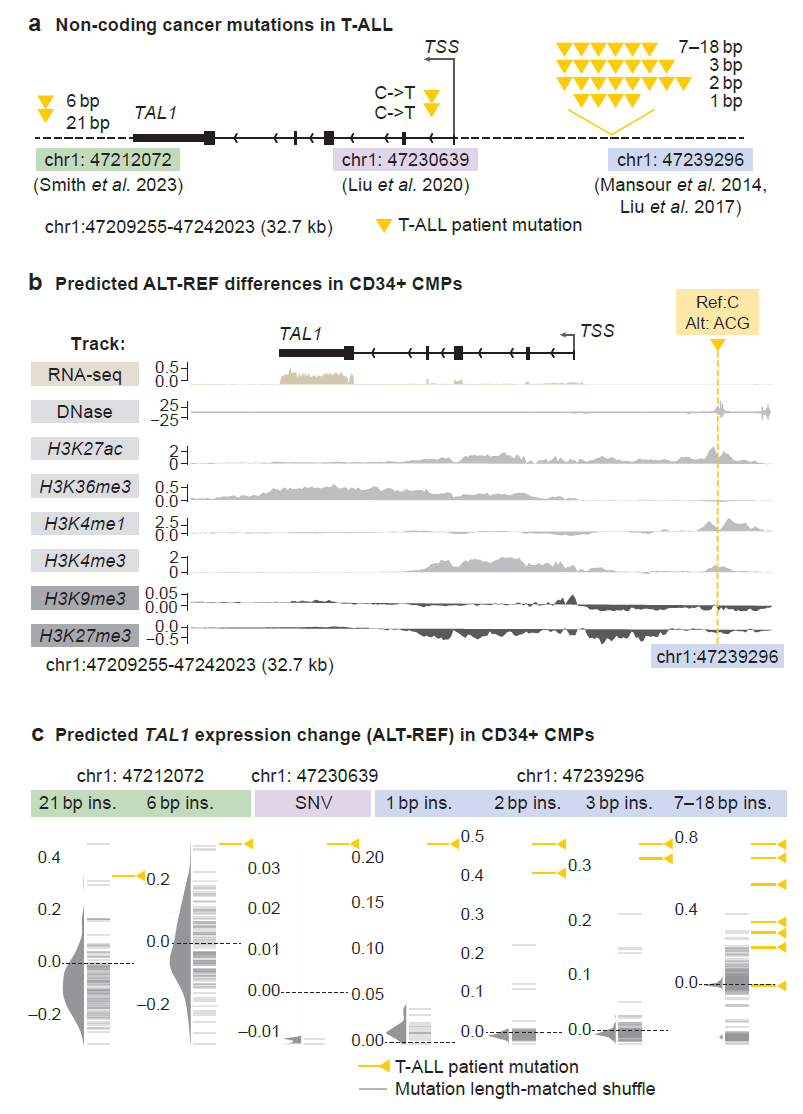 a Non-coding cancer mutations in T-ALL
TSS
7–18 bp
3 bp
2 bp
1 bp
6 bp
21 bp
TAL1
C->T
C->T
chr1: 47212072
chr1: 47230639
chr1: 47239296
(Smith et al. 2023)
(Liu et al. 2020)
(Mansour et al. 2014,
Liu et al. 2017)
chr1:47209255-47242023 (32.7 kb)
T-ALL patient mutation
b Predicted ALT-REF differences in CD34+ CMPs
Ref:C
Alt: ACG
Track:
TAL1
TSS
RNA-seq
0.5
0.0
DNase
25
−25
H3K27ac
2
0
H3K36me3
0.5
0.0
H3K4me1
2.5
0.0
H3K4me3
2
0
H3K9me3
0.05
0.00
H3K27me3
0.0
−0.5
chr1:47209255-47242023 (32.7 kb)
chr1:47239296
c Predicted TAL1 expression change (ALT-REF) in CD34+ CMPs
chr1: 47212072
chr1: 47230639
chr1: 47239296
21 bp ins.
6 bp ins.
SNV
1 bp ins.
2 bp ins.
3 bp ins.
7–18 bp ins.
0.4
0.2
0.0
−0.2
0.2
0.0
−0.2
0.03
0.02
0.01
0.00
−0.01
0.20
0.15
0.10
0.05
0.00
0.5
0.4
0.3
0.2
0.1
0.0
0.3
0.2
0.1
0.0
0.8
0.4
0.0
T-ALL patient mutation
Mutation length-matched shuffle